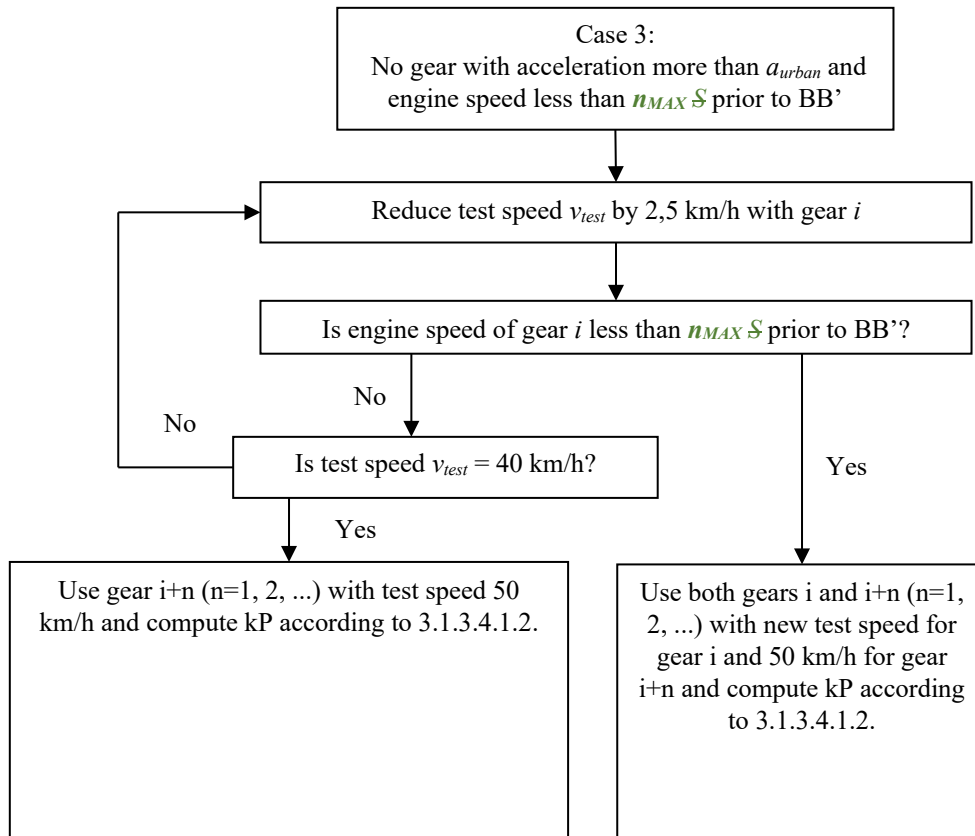 Case 3:
No gear with acceleration more than a_urban and
engine speed less than n_MAX S prior to BB’
Reduce test speed v_test by 2,5 km/h with gear i
Is engine speed of gear i less than n_MAX S prior to BB’?
No
No
Is test speed v_test = 40 km/h?
Yes
Yes
Use gear i+n (n=1, 2, ...) with test speed 50
km/h and compute kP according to 3.1.3.4.1.2.
Use both gears i and i+n (n=1,
2, ...) with new test speed for
gear i and 50 km/h for gear
i+n and compute kP according
to 3.1.3.4.1.2.